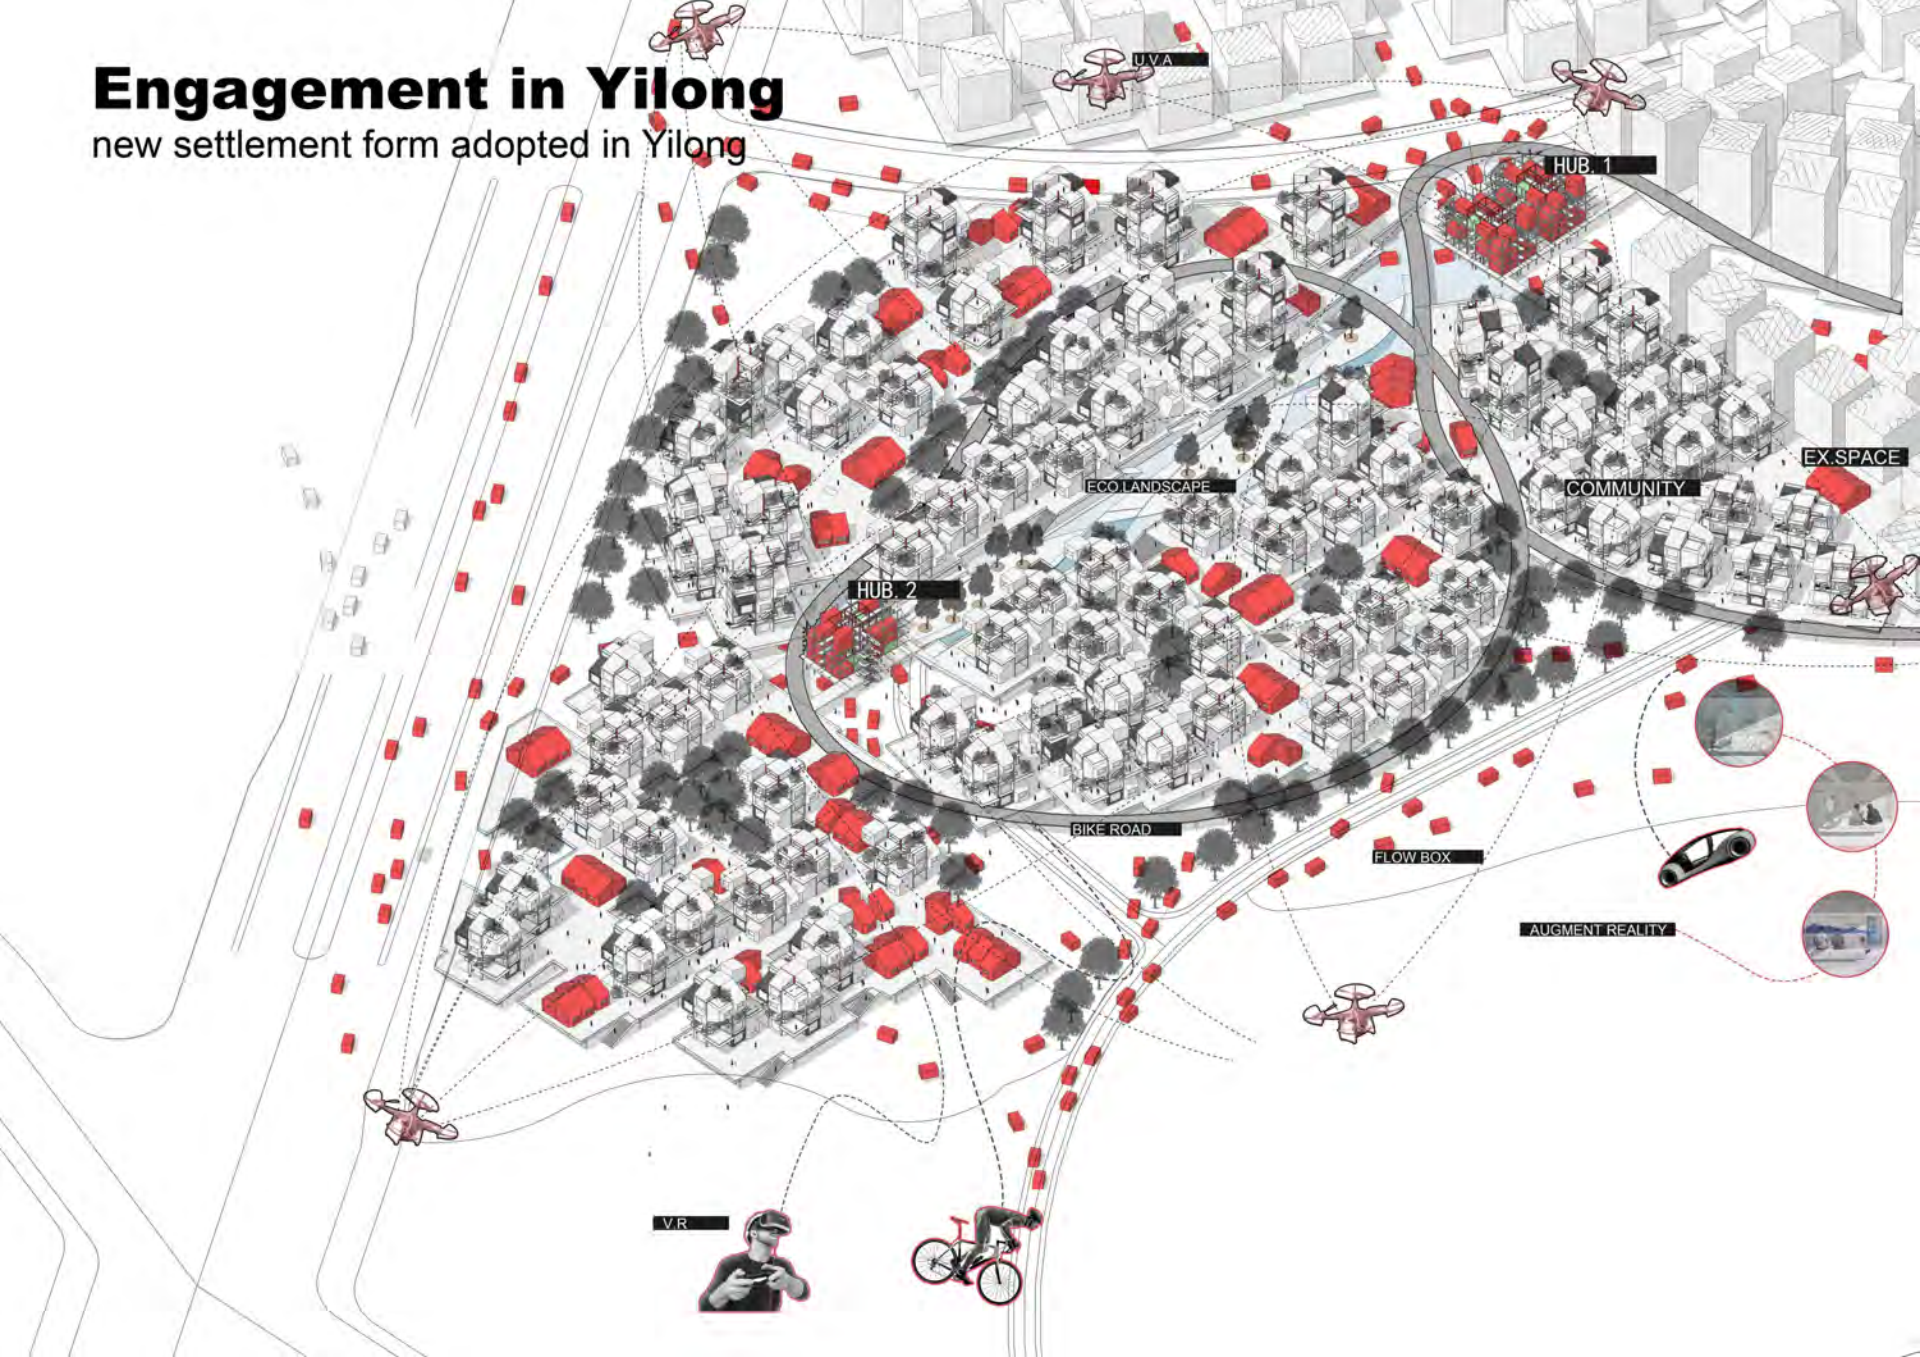 Engagement in Yilong
new settlement form adopted in Yilong
U.V.A
HUB. 1
EX.SPACE
ECO.LANDSCAPE
COMMUNITY
HUB. 2
BIKE ROAD
FLOW BOX
AUGMENT REALITY
V.R